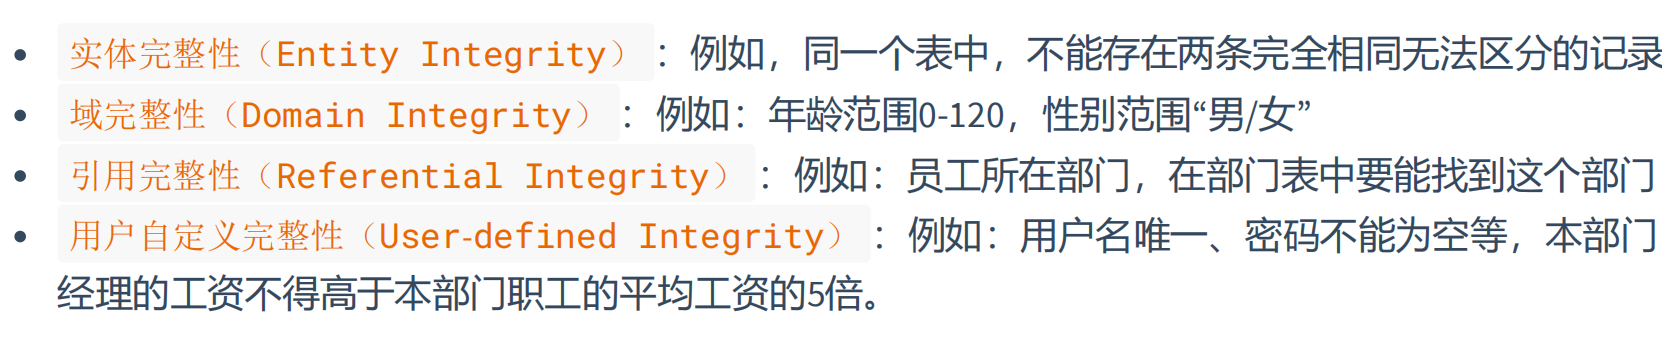 • 实体完整性（Entity Integrity）：例如，同一个表中，不能存在两条完全相同无法区分的记录
• 域完整性（Domain Integrity）：例如：年龄范围0-120，性别范围“男/女”
• 引用完整性（Referential Integrity）：例如：员工所在部门，在部门表中要能找到这个部门
• 用户自定义完整性（User-defined Integrity）：例如：用户名唯一、密码不能为空等，本部门
经理的工资不得高于本部门职工的平均工资的5倍。